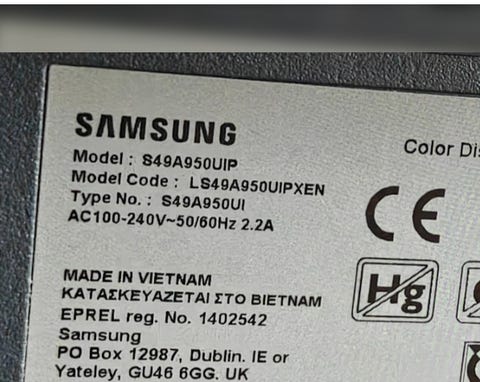 SAMSUNG
Model : S49A950UIP
Color Dis
Model Code : LS49A950UIPXEN
Type No. : S49A950UI
AC100-240V~50/60Hz 2.2A
CE
Hg
MADE IN VIETNAM
ΚΑΤΑΣΚΕΥΑΖΕΤΑΙ ΣΤΟ ΒΙΕΤΝΑΜ
EPREL reg. No. 1402542
Samsung
PO Box 12987, Dublin. IE or
Yateley, GU46 6GG. UK